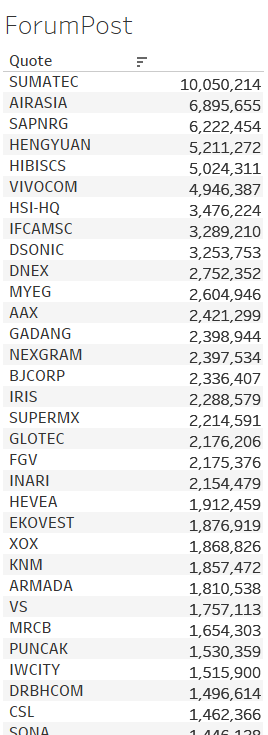 ForumPost
Quote
SUMATEC 10,050,214
AIRASIA 6,895,655
SAPNRG 6,222,454
HENGYUAN 5,211,272
HIBISCS 5,024,311
VIVOCOM 4,946,387
HSI-HQ 3,476,224
IFCAMSC 3,289,210
DSONIC 3,253,753
DNEX 2,752,352
MYEG 2,604,946
AAX 2,421,299
GADANG 2,398,944
NEXGRAM 2,397,534
BJCORP 2,336,407
IRIS 2,288,579
SUPERMX 2,214,591
GLOTEC 2,176,206
FGV 2,175,376
INARI 2,154,479
HEVEA 1,912,459
EKOVEST 1,876,919
XOX 1,868,826
KNM 1,857,472
ARMADA 1,810,538
VS 1,757,113
MRCB 1,654,303
PUNCAK 1,530,359
IWCITY 1,515,900
DRBHCOM 1,496,614
CSL 1,462,366
SONA